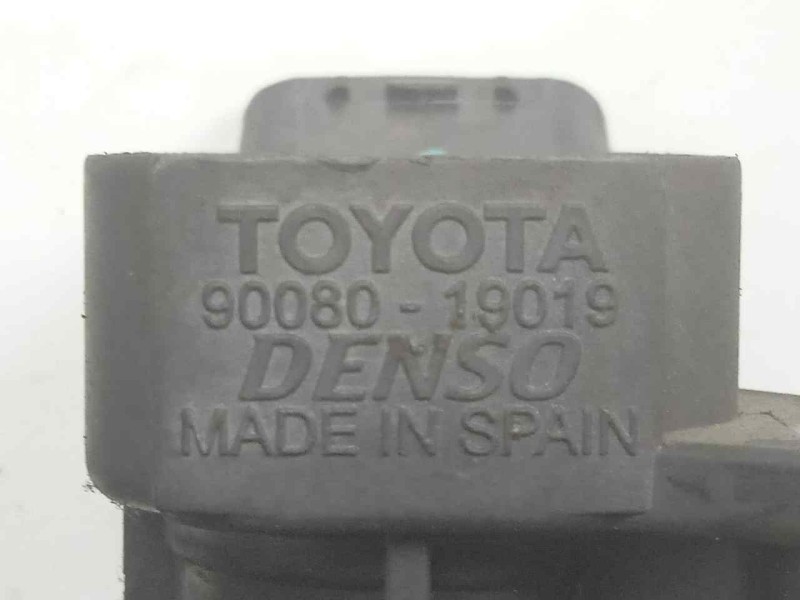 TOYOTA
90080-19019
DENSO
MADE IN SPAIN